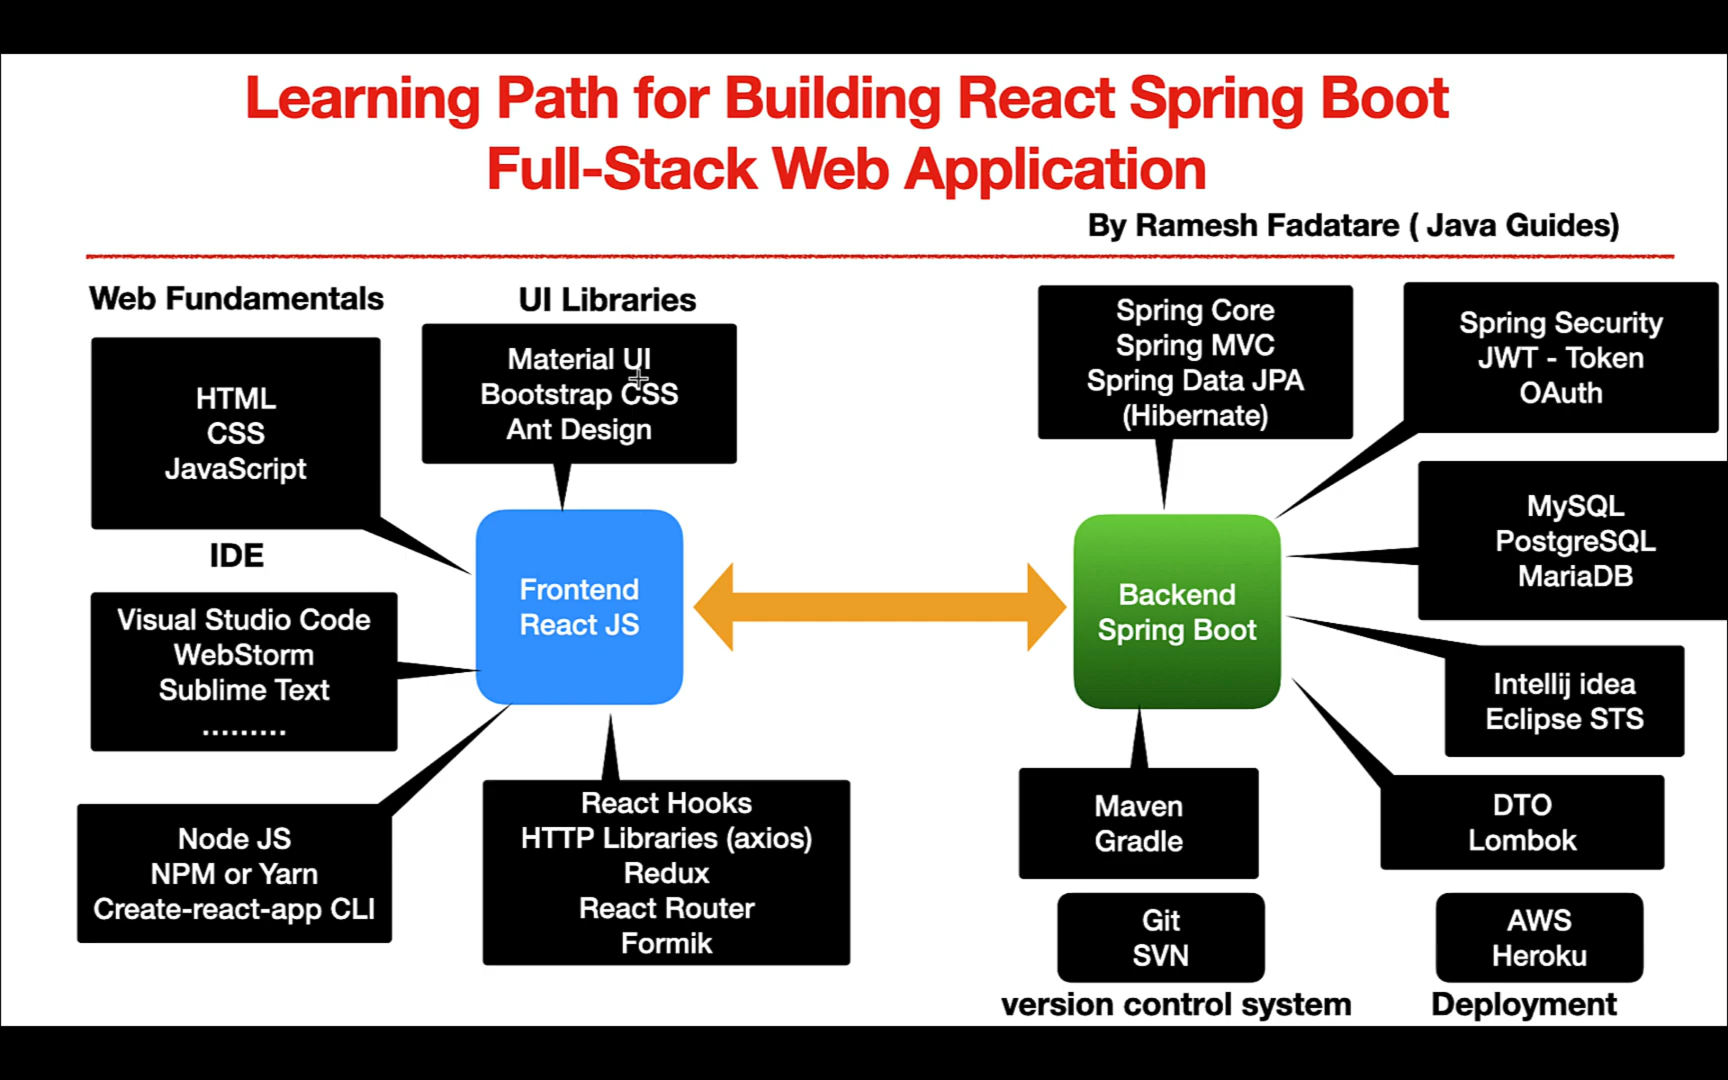 Learning Path for Building React Spring Boot
Full-Stack Web Application
By Ramesh Fadatare ( Java Guides)
Web Fundamentals
HTML
CSS
JavaScript
UI Libraries
Material UI
Bootstrap CSS
Ant Design
IDE
Visual Studio Code
WebStorm
Sublime Text
.........
Frontend
React JS
Node JS
NPM or Yarn
Create-react-app CLI
React Hooks
HTTP Libraries (axios)
Redux
React Router
Formik
Spring Core
Spring MVC
Spring Data JPA
(Hibernate)
Spring Security
JWT - Token
OAuth
Backend
Spring Boot
MySQL
PostgreSQL
MariaDB
Intellij idea
Eclipse STS
Maven
Gradle
DTO
Lombok
Git
SVN
version control system
AWS
Heroku
Deployment